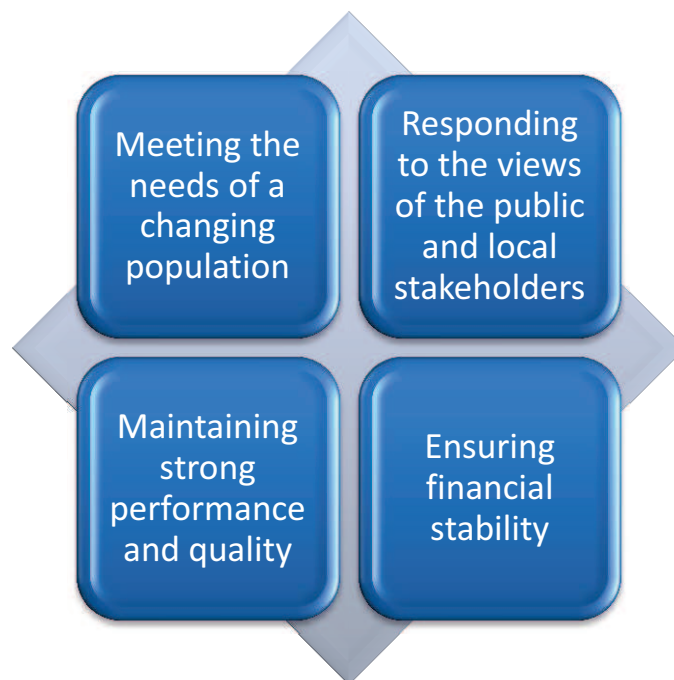 Meeting the
needs of a
changing
population
Responding
to the views
of the public
and local
stakeholders
Maintaining
strong
performance
and quality
Ensuring
financial
stability